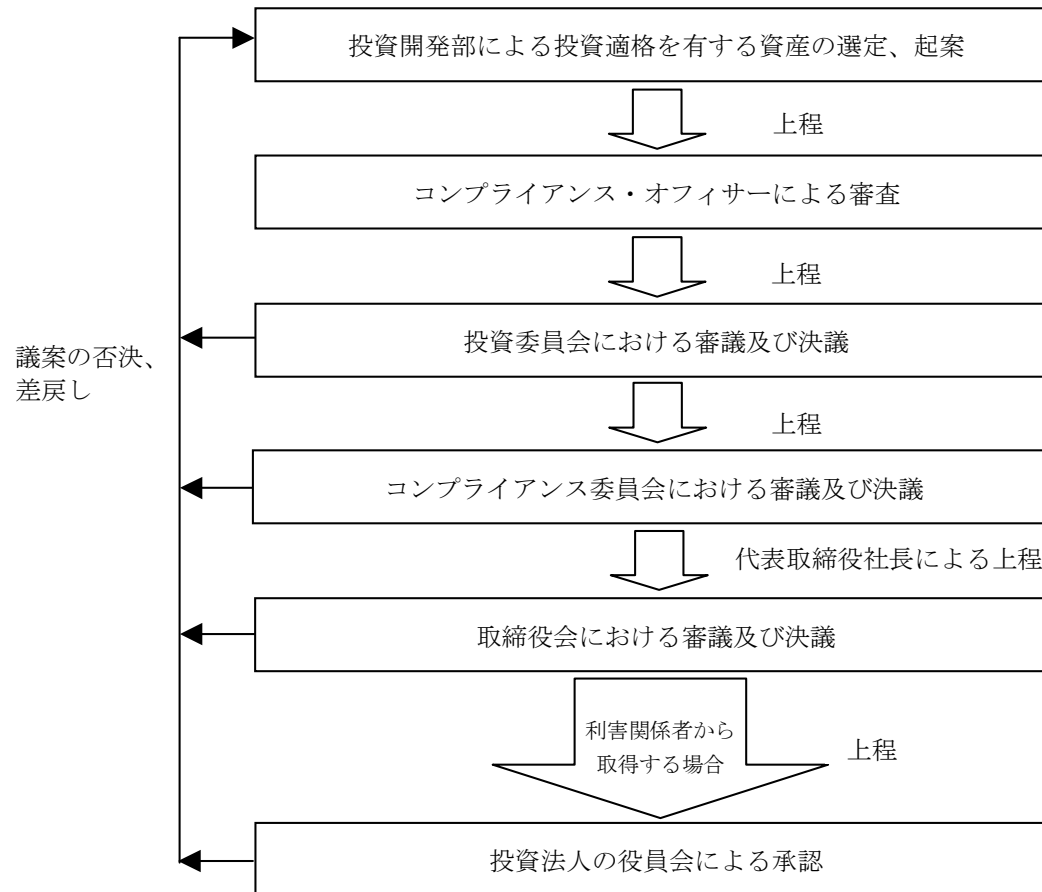 投資開発部による投資適格を有する資産の選定、起案
上程
コンプライアンス・オフィサーによる審査
上程
投資委員会における審議及び決議
議案の否決、
差戻し
上程
コンプライアンス委員会における審議及び決議
代表取締役社長による上程
取締役会における審議及び決議
利害関係者から
取得する場合
上程
投資法人の役員会による承認